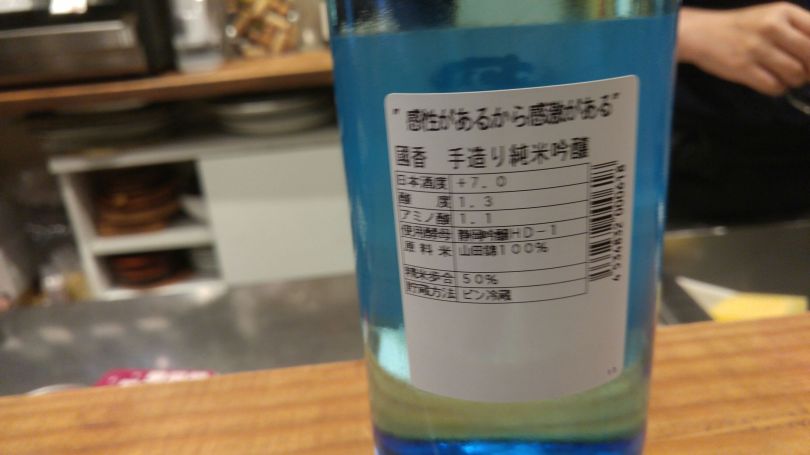 "感性があるから感激がある"
國香 手造り純米吟醸
日本酒度 +7.0
酸度 1.3
アミノ酸 1.1
使用酵母 静岡吟醸HD-1
原料米 山田錦100%
精米歩合 50%
貯蔵方法 ビン冷蔵